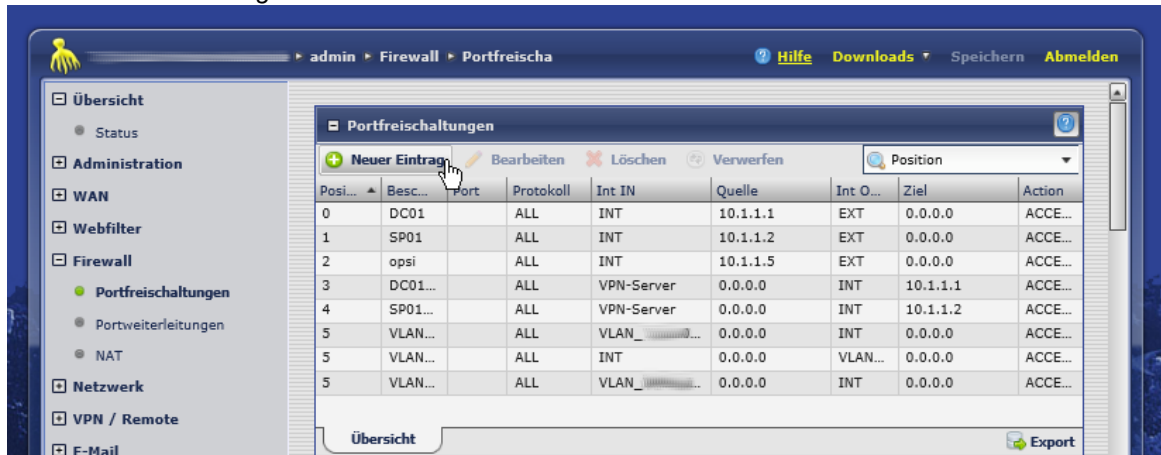 admin Firewall Portfreischa Hilfe Downloads Speichern Abmelden
Übersicht
Status
Administration
WAN
Webfilter
Firewall
Portfreischaltungen
Portweiterleitungen
NAT
Netzwerk
VPN / Remote
E-Mail
Portfreischaltungen
Neuer Eintrag Bearbeiten Löschen Verwerfen Position
Posi... Besc... Port Protokoll Int IN Quelle Int O... Ziel Action
0 DC01 ALL INT 10.1.1.1 EXT 0.0.0.0 ACCE...
1 SP01 ALL INT 10.1.1.2 EXT 0.0.0.0 ACCE...
2 opsi ALL INT 10.1.1.5 EXT 0.0.0.0 ACCE...
3 DC01... ALL VPN-Server 0.0.0.0 INT 10.1.1.1 ACCE...
4 SP01... ALL VPN-Server 0.0.0.0 INT 10.1.1.2 ACCE...
5 VLAN... ALL VLAN_ ... 0.0.0.0 INT 0.0.0.0 ACCE...
5 VLAN... ALL INT 0.0.0.0 VLAN... 0.0.0.0 ACCE...
5 VLAN... ALL VLAN_ ... 0.0.0.0 INT 0.0.0.0 ACCE...
Übersicht Export